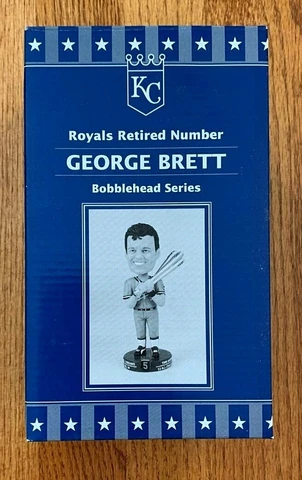 KC
Royals Retired Number
GEORGE BRETT
Bobblehead Series
5